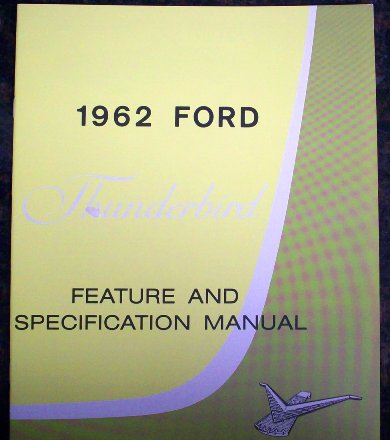 1962 FORD
Thunderbird
FEATURE AND
SPECIFICATION MANUAL